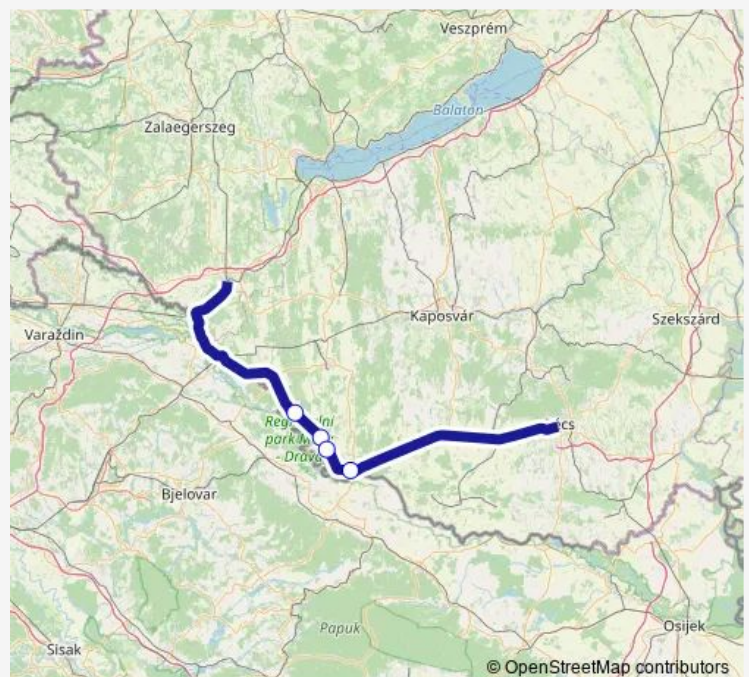 Veszprém
Balaton
Zalaegerszeg
Kaposvár
Varaždin
Szekszárd
Bjelovar
Papuk
Osijek
Sisak
© OpenStreetMap contributors